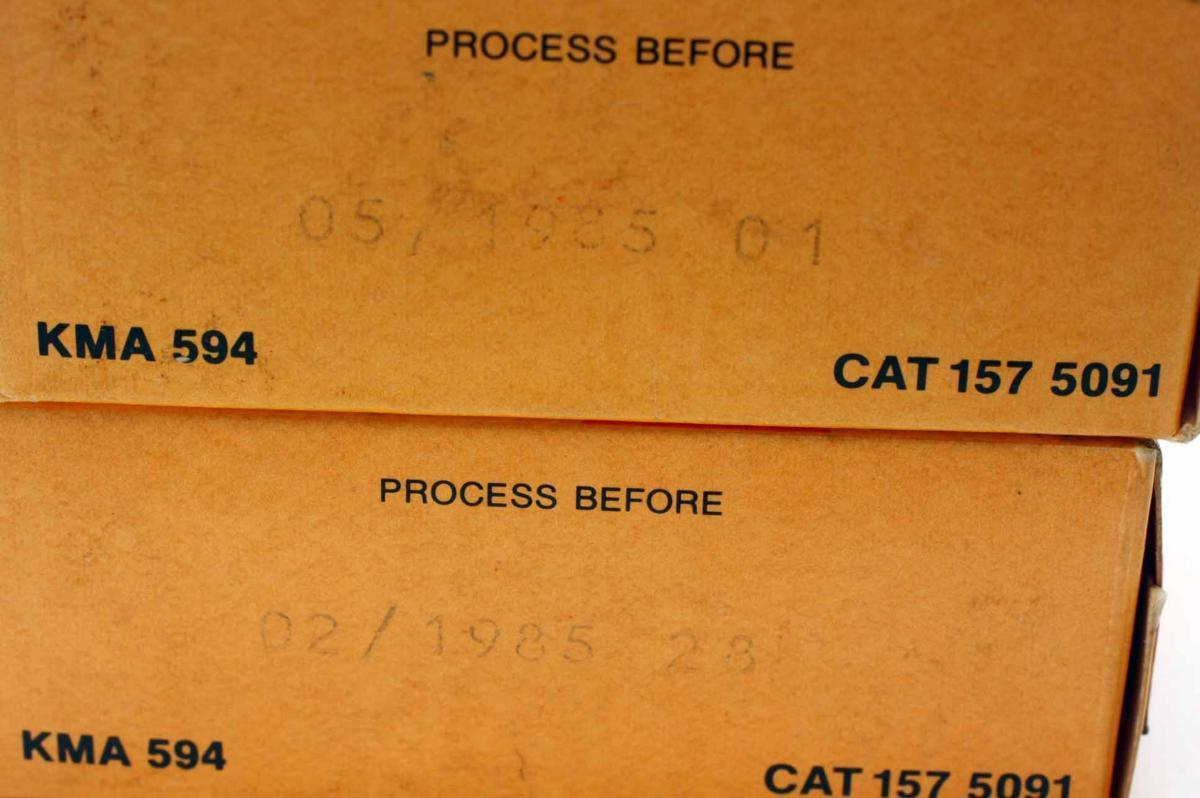 PROCESS BEFORE
05/1985 01
KMA 594
CAT 157 5091
PROCESS BEFORE
02/1985 28
KMA 594
CAT 157 5091